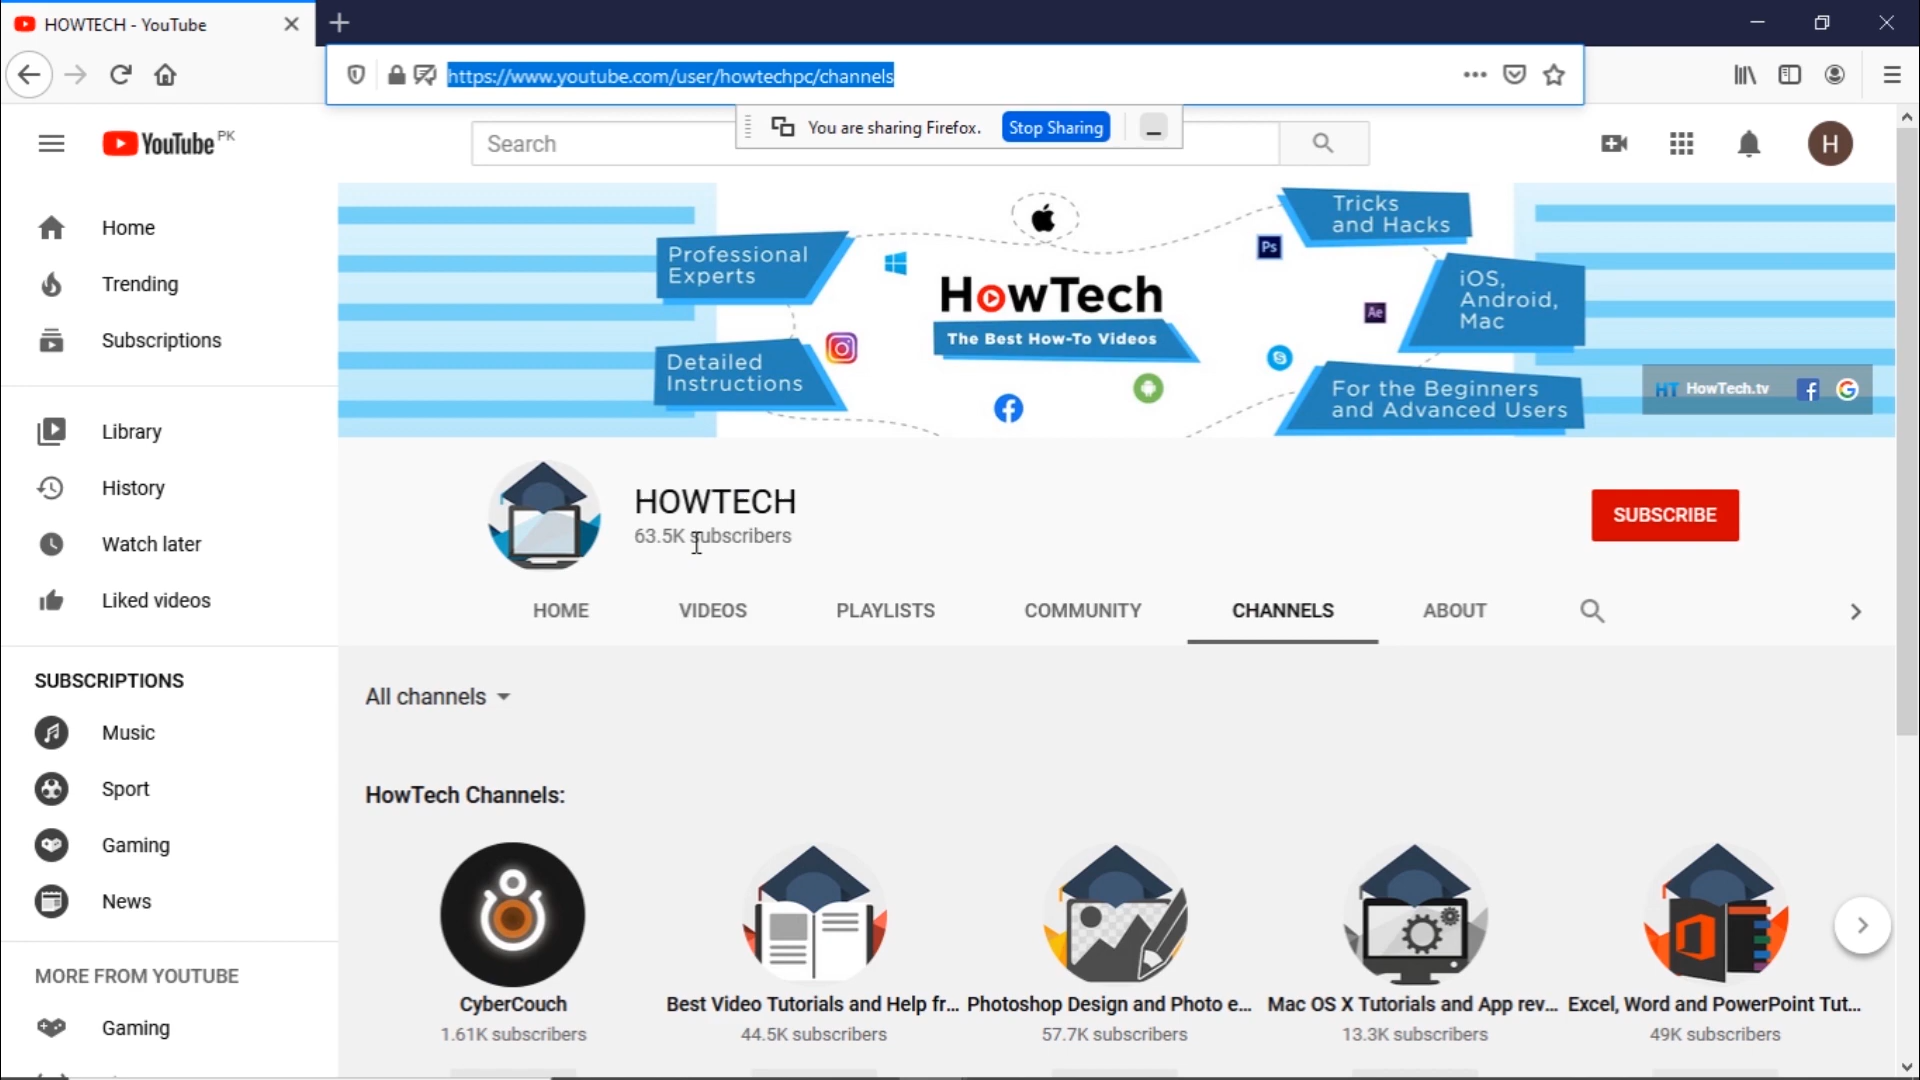 HOWTECH - YouTube
https://www.youtube.com/user/howtechpc/channels
You are sharing Firefox. Stop Sharing
YouTube PK
Search
H
Home
Trending
Subscriptions
Library
History
Watch later
Liked videos
SUBSCRIPTIONS
Music
Sport
Gaming
News
MORE FROM YOUTUBE
Gaming
Professional
Experts
Detailed
Instructions
HowTech
The Best How-To Videos
Ps
Ae
Tricks
and Hacks
iOS,
Android,
Mac
For the Beginners
and Advanced Users
HT HowTech.tv
HOWTECH
63.5K subscribers
SUBSCRIBE
HOME VIDEOS PLAYLISTS COMMUNITY CHANNELS ABOUT
All channels
HowTech Channels:
CyberCouch
1.61K subscribers
Best Video Tutorials and Help fr...
44.5K subscribers
Photoshop Design and Photo e...
57.7K subscribers
Mac OS X Tutorials and App rev...
13.3K subscribers
Excel, Word and PowerPoint Tut...
49K subscribers